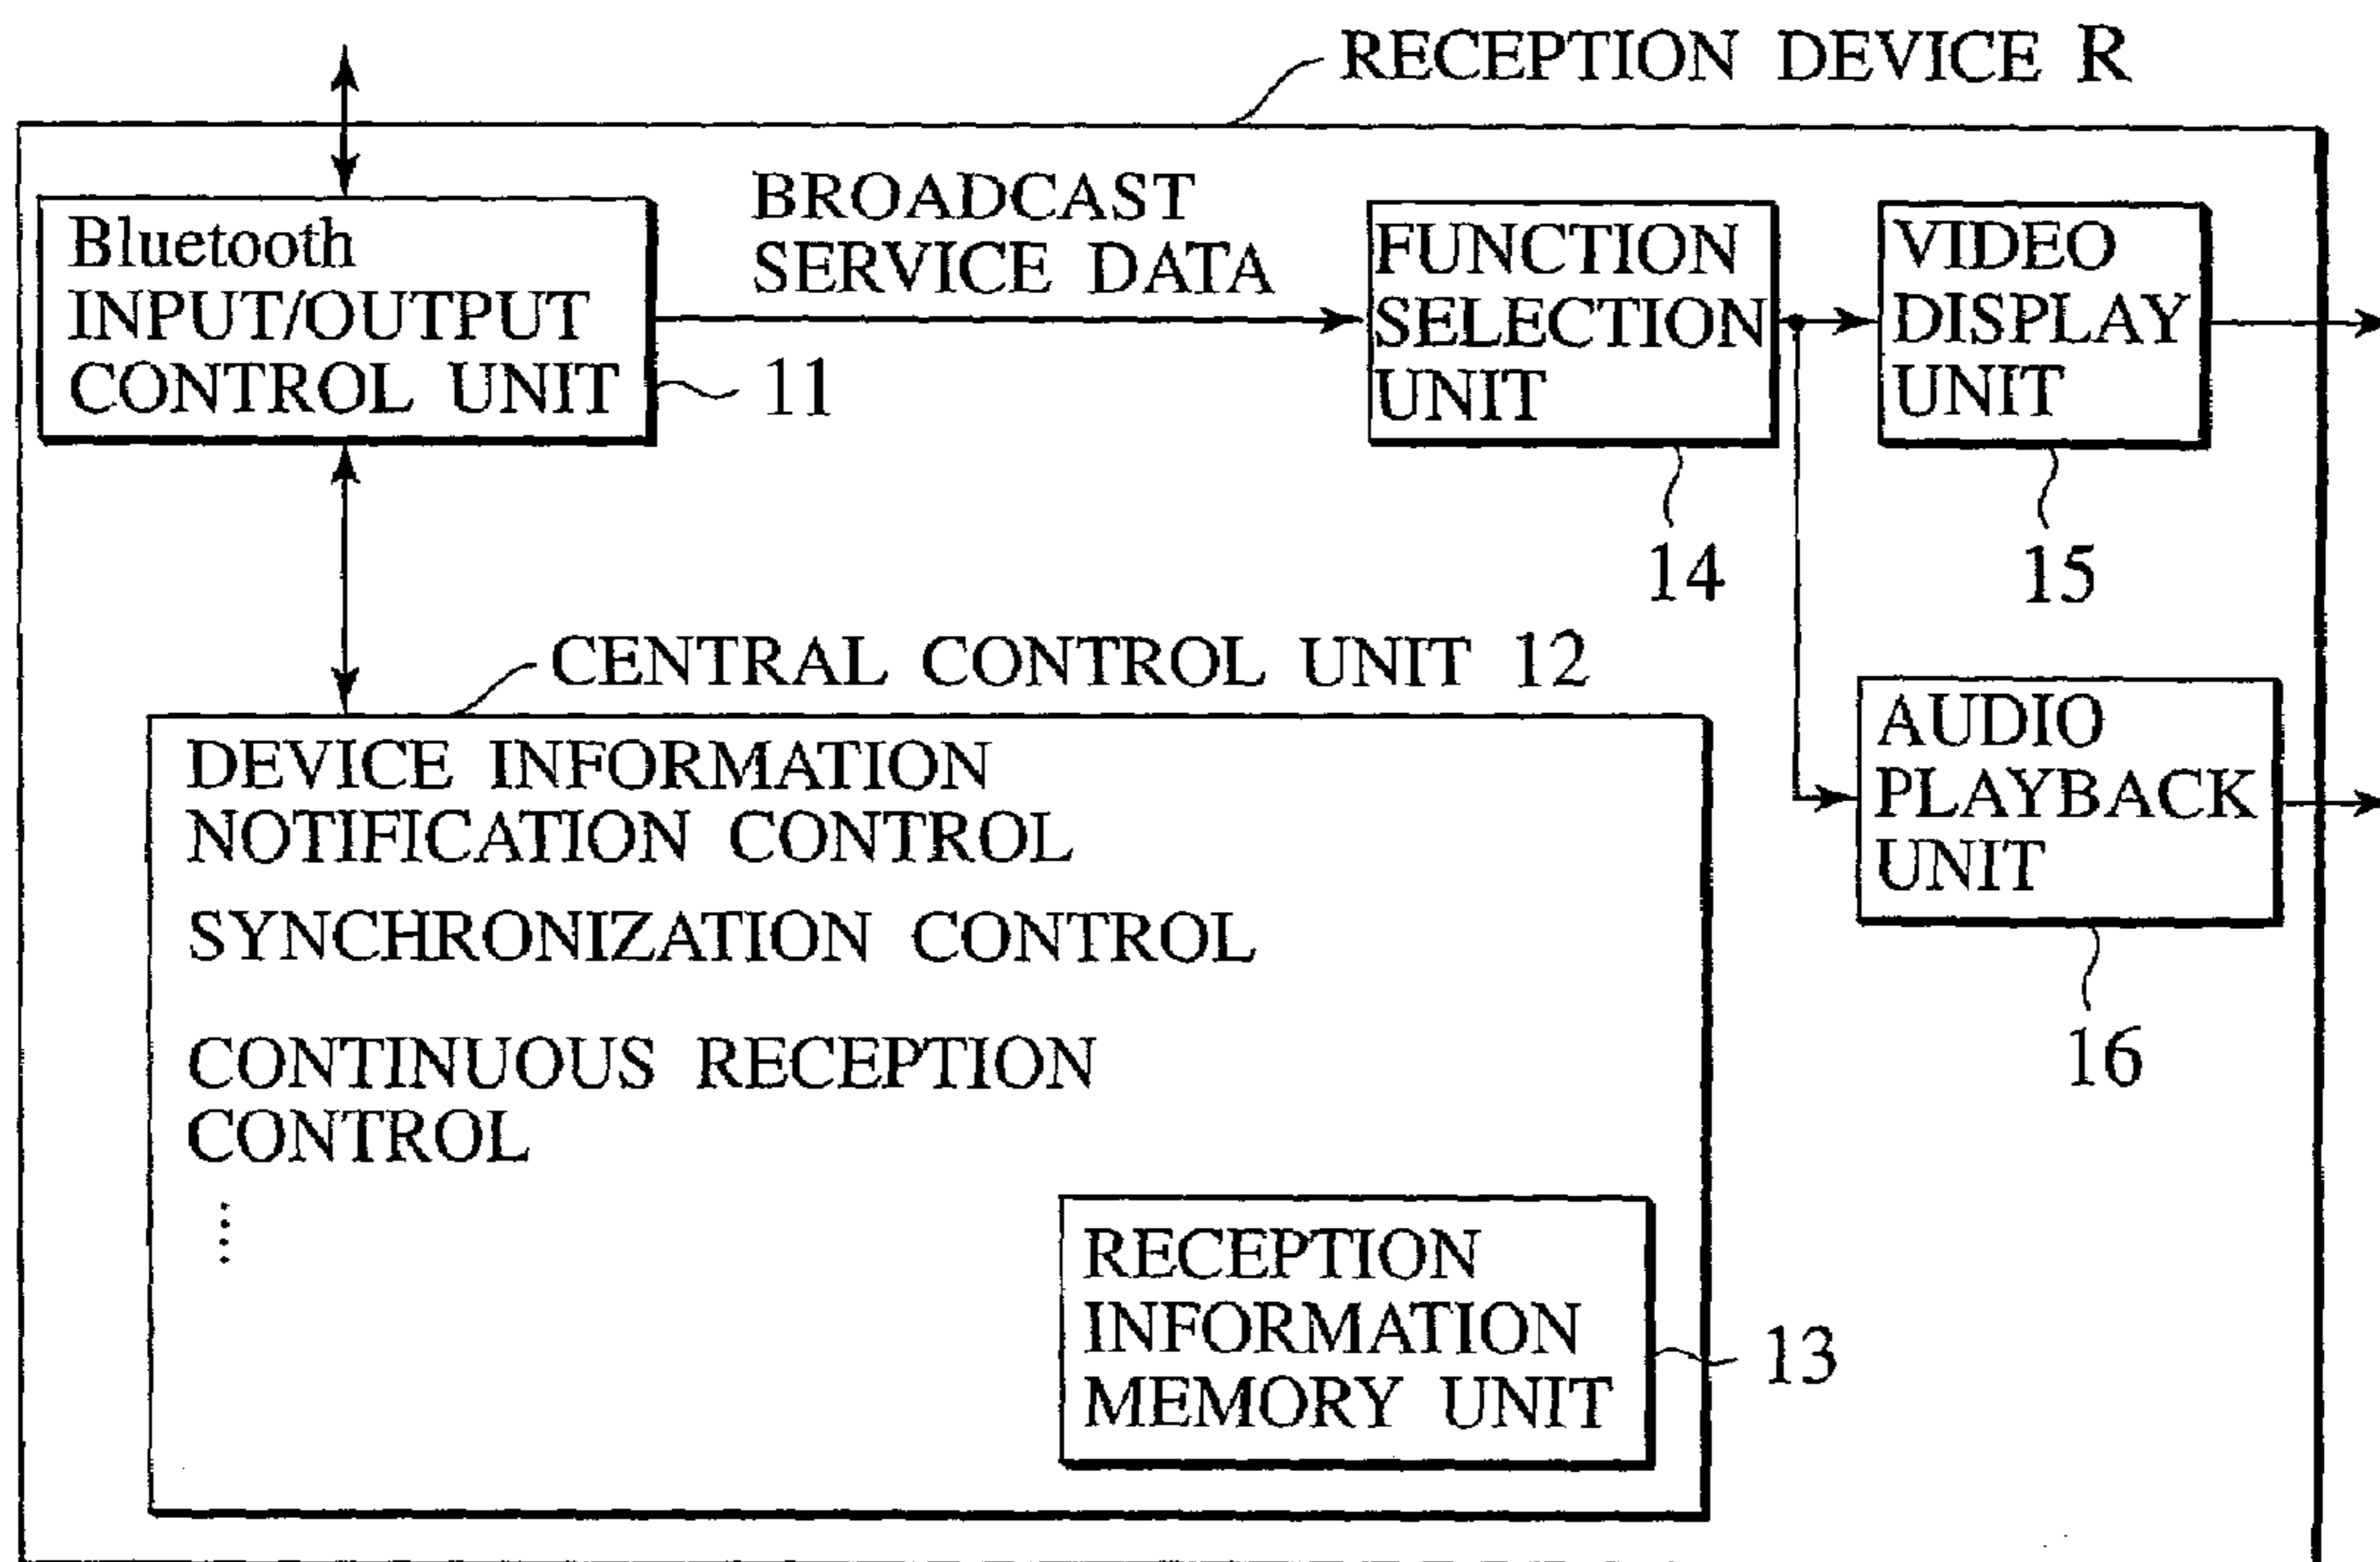 RECEPTION DEVICE R
Bluetooth
INPUT/OUTPUT
CONTROL UNIT
11
BROADCAST
SERVICE DATA
FUNCTION
SELECTION
UNIT
14
VIDEO
DISPLAY
UNIT
15
CENTRAL CONTROL UNIT 12
DEVICE INFORMATION
NOTIFICATION CONTROL
SYNCHRONIZATION CONTROL
CONTINUOUS RECEPTION
CONTROL
....
RECEPTION
INFORMATION
MEMORY UNIT
13
AUDIO
PLAYBACK
UNIT
16